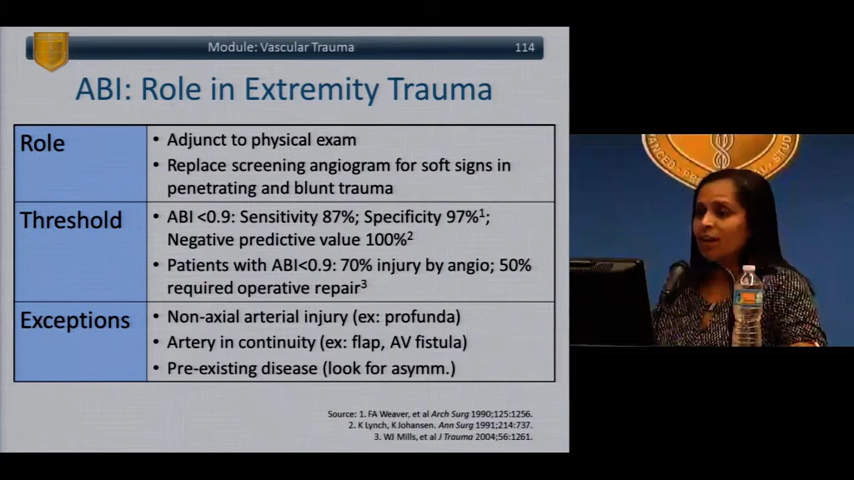 Module: Vascular Trauma
114
ABI: Role in Extremity Trauma
Role
• Adjunct to physical exam
• Replace screening angiogram for soft signs in
penetrating and blunt trauma
Threshold
• ABI <0.9: Sensitivity 87%; Specificity 97%¹;
Negative predictive value 100%²
• Patients with ABI<0.9: 70% injury by angio; 50%
required operative repair³
Exceptions
• Non-axial arterial injury (ex: profunda)
• Artery in continuity (ex: flap, AV fistula)
• Pre-existing disease (look for asymm.)
Source: 1. FA Weaver, et al Arch Surg 1990;125:1256.
2. K Lynch, K Johansen. Ann Surg 1991;214:737.
3. WJ Mills, et al J Trauma 2004;56:1261.